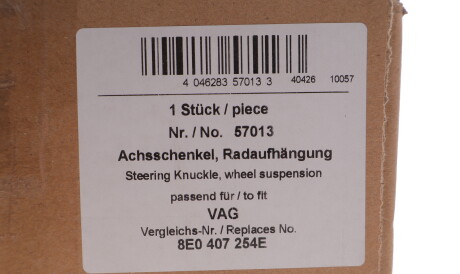 4 046283 57013 3 40426 10057
1 Stück / piece
Nr. / No. 57013
Achsschenkel, Radaufhängung
Steering Knuckle, wheel suspension
passend für / to fit
VAG
Vergleichs-Nr. / Replaces No.
8E0 407 254E